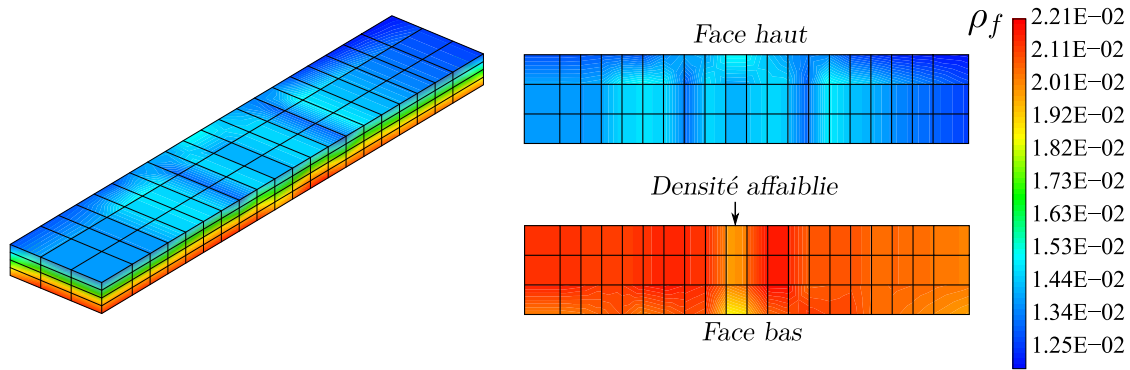 Face haut
Densité affaiblie
Face bas
ρf
2.21E−02
2.11E−02
2.01E−02
1.92E−02
1.82E−02
1.73E−02
1.63E−02
1.53E−02
1.44E−02
1.34E−02
1.25E−02